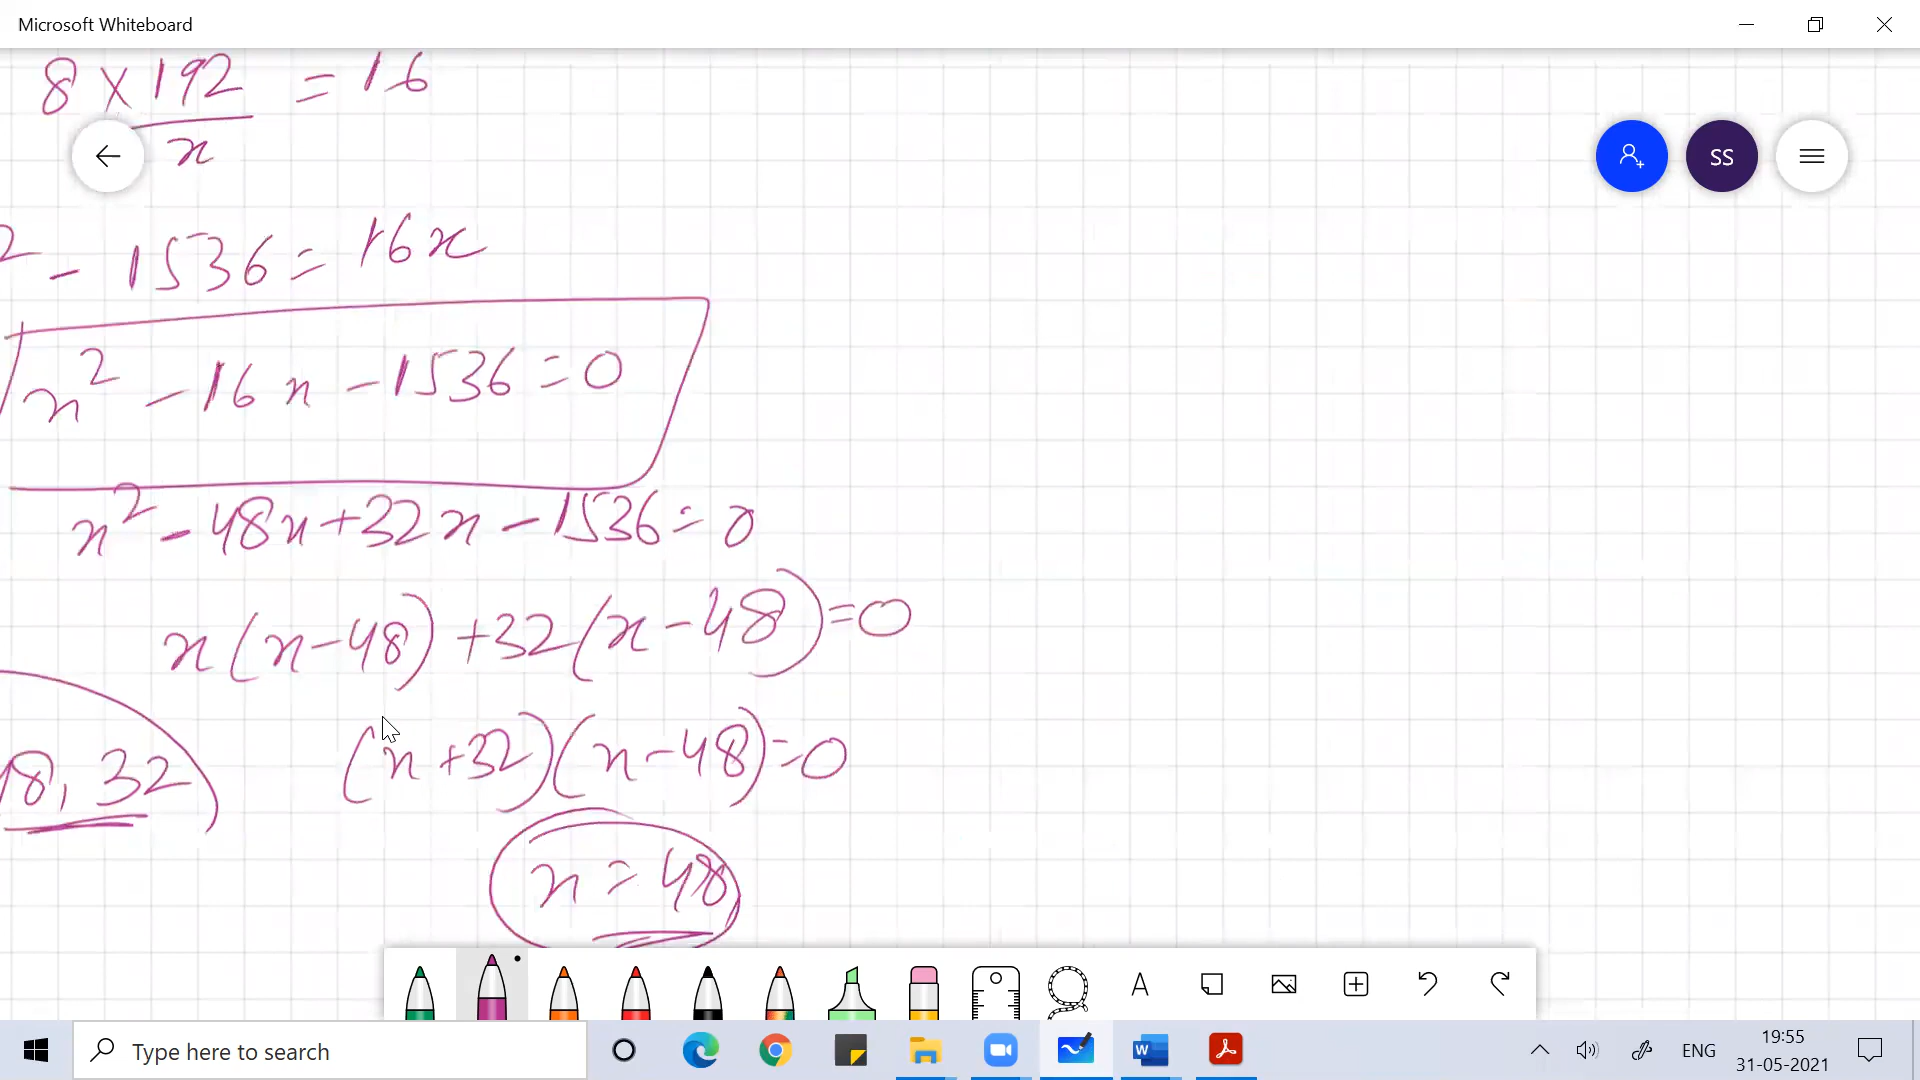 Microsoft Whiteboard
8 × 192/x = 16
SS
² - 1536 = 16x
x² - 16x - 1536 = 0
x² - 48x + 32x - 1536 = 0
x(x - 48) + 32(x - 48) = 0
(x + 32)(x - 48) = 0
8, 32
x = 48
A
Type here to search
ENG
19:55
31-05-2021